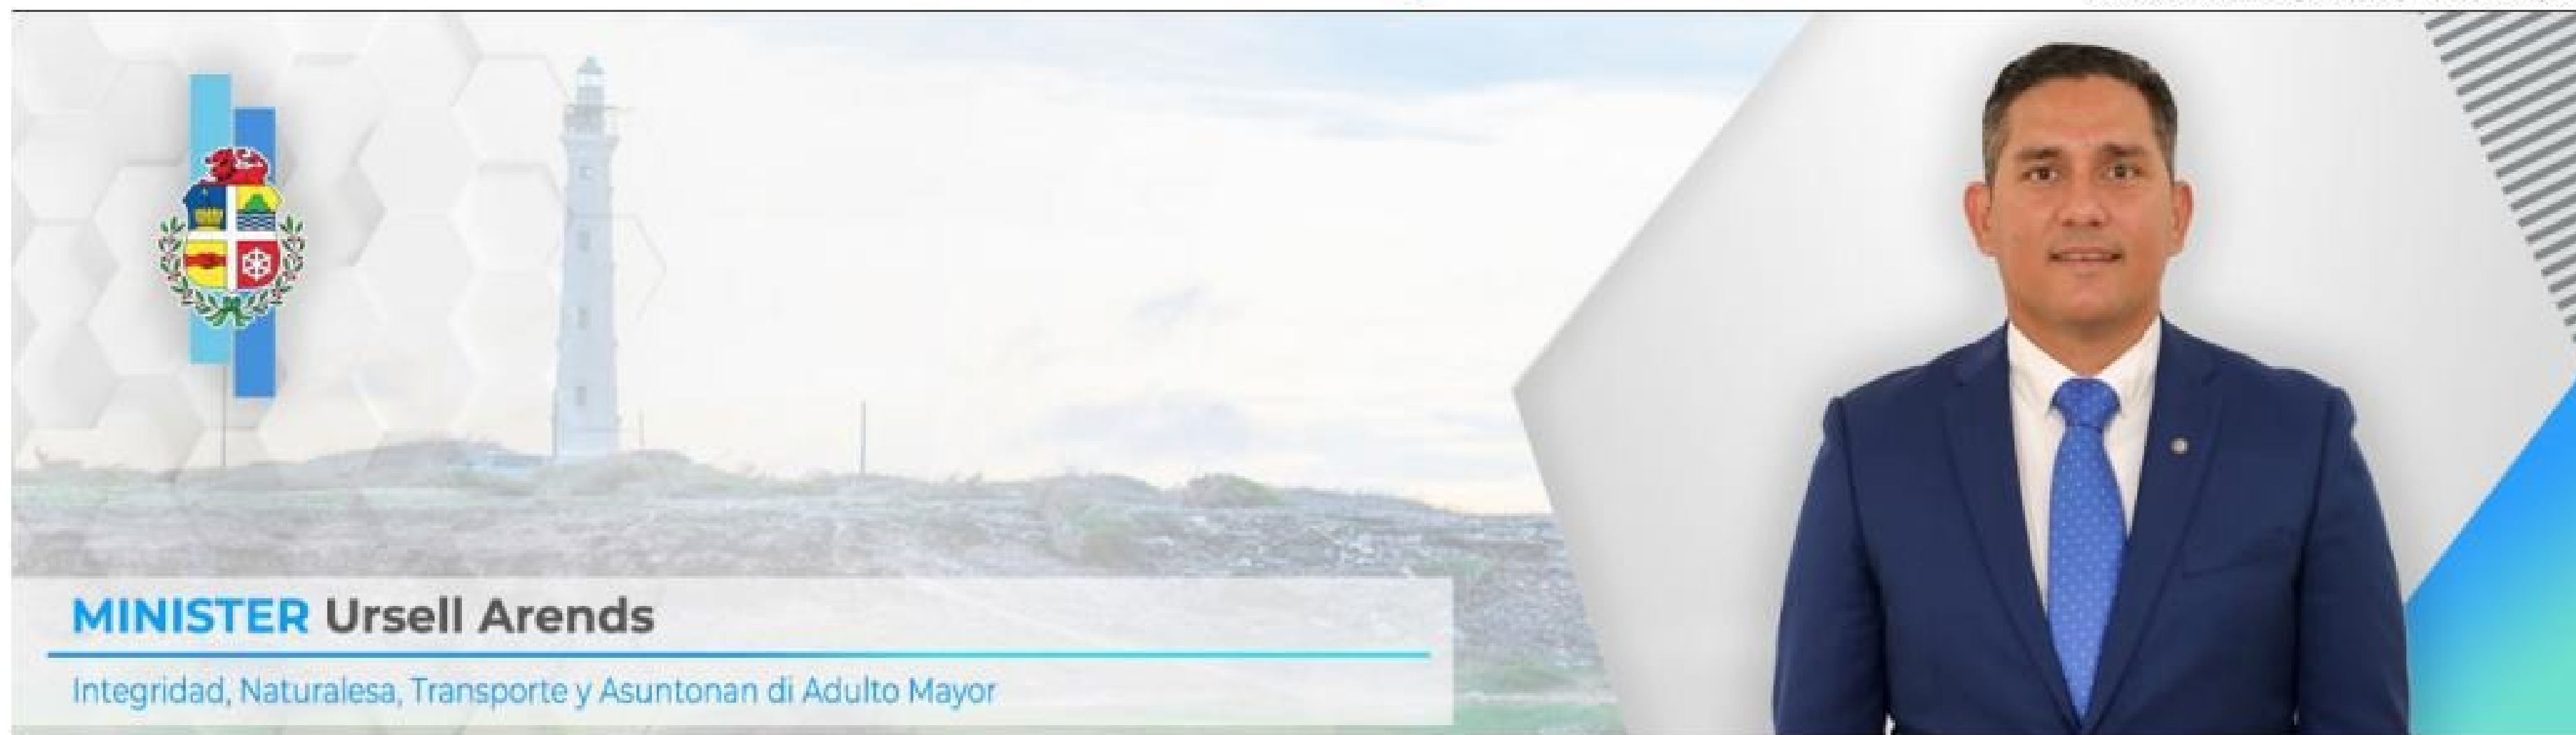 MINISTER Ursell Arends
Integridad, Naturalesa, Transporte y Asuntonan di Adulto Mayor